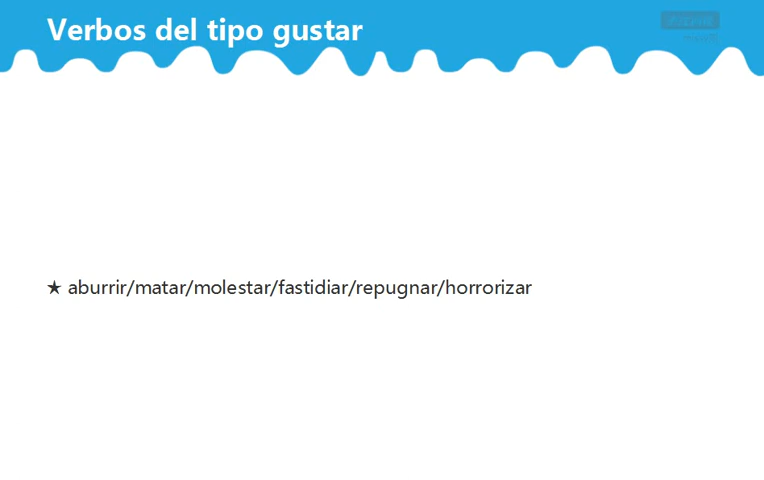 Verbos del tipo gustar
★ aburrir/matar/molestar/fastidiar/repugnar/horrorizar